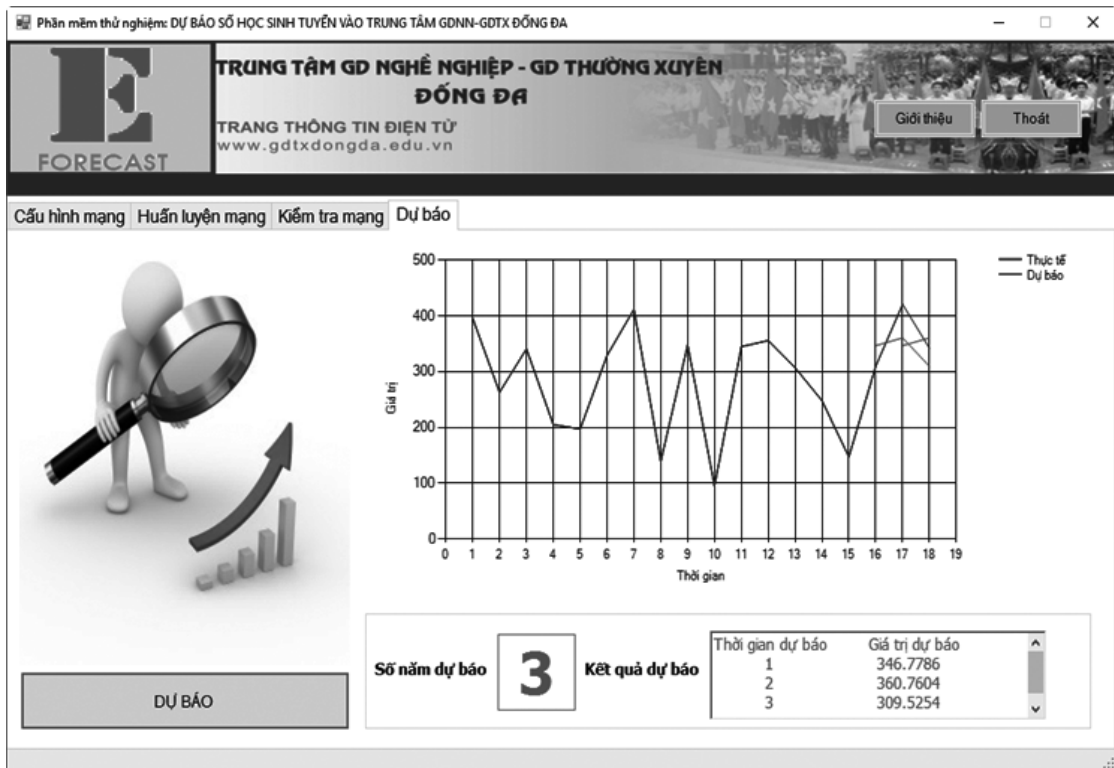 Phần mềm thử nghiệm: DỰ BÁO SỐ HỌC SINH TUYỂN VÀO TRUNG TÂM GDNN-GDTX ĐỐNG ĐA
E
FORECAST
TRUNG TÂM GD NGHỀ NGHIỆP - GD THƯỜNG XUYÊN
ĐỐNG ĐA
TRANG THÔNG TIN ĐIỆN TỬ
www.gdtxdongda.edu.vn
Giới thiệu
Thoát
Cấu hình mạng Huấn luyện mạng Kiểm tra mạng Dự báo
500
400
300
200
100
0
Giá trị
0 1 2 3 4 5 6 7 8 9 10 11 12 13 14 15 16 17 18 19
Thời gian
Thực tế
Dự báo
DỰ BÁO
Số năm dự báo
3
Kết quả dự báo
Thời gian dự báo Giá trị dự báo
1 346.7786
2 360.7604
3 309.5254